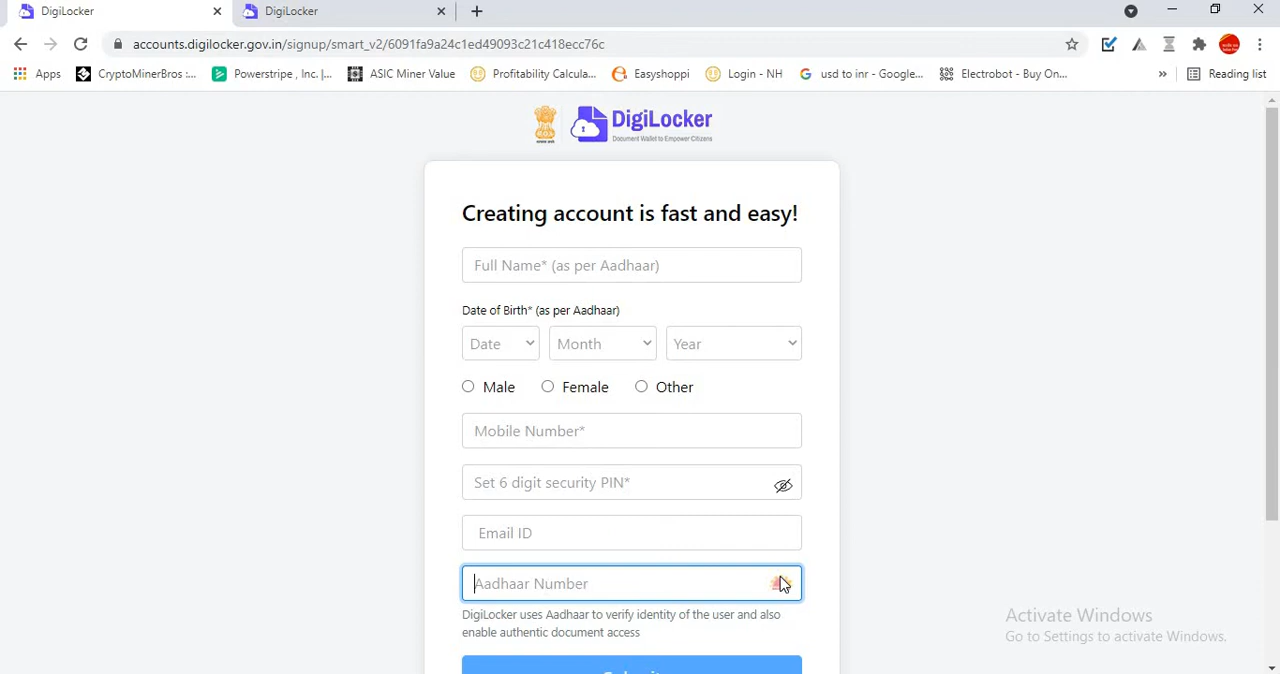 DigiLocker
DigiLocker
accounts.digilocker.gov.in/signup/smart_v2/6091fa9a24c1ed49093c21c418ecc76c
Apps CryptoMinerBros :... Powerstripe , Inc. |... ASIC Miner Value Profitability Calcula... Easyshoppi Login - NH usd to inr - Google... Electrobot - Buy On... » Reading list
DigiLocker
Document Wallet to Empower Citizens
Creating account is fast and easy!
Full Name* (as per Aadhaar)
Date of Birth* (as per Aadhaar)
Date Month Year
Male Female Other
Mobile Number*
Set 6 digit security PIN*
Email ID
Aadhaar Number
DigiLocker uses Aadhaar to verify identity of the user and also
enable authentic document access
Activate Windows
Go to Settings to activate Windows.